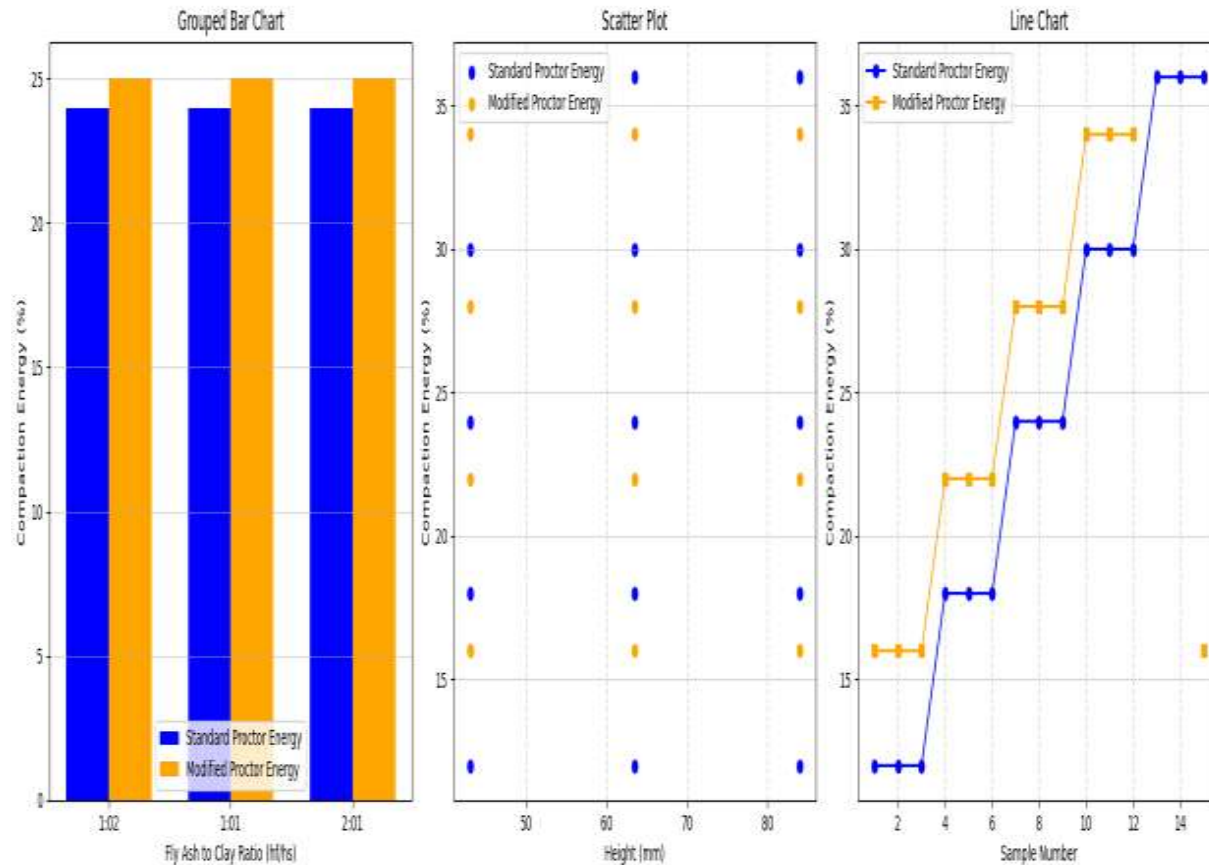 Grouped Bar Chart
Compaction Energy (%)
25
20
15
10
5
0
Standard Proctor Energy
Modified Proctor Energy
1:02 1:01 2:01
Fly Ash to Clay Ratio (hf/hs)
Scatter Plot
Compaction Energy (%)
Standard Proctor Energy
Modified Proctor Energy
35
30
25
20
15
50 60 70 80
Height (mm)
Line Chart
Compaction Energy (%)
Standard Proctor Energy
Modified Proctor Energy
35
30
25
20
15
2 4 6 8 10 12 14
Sample Number